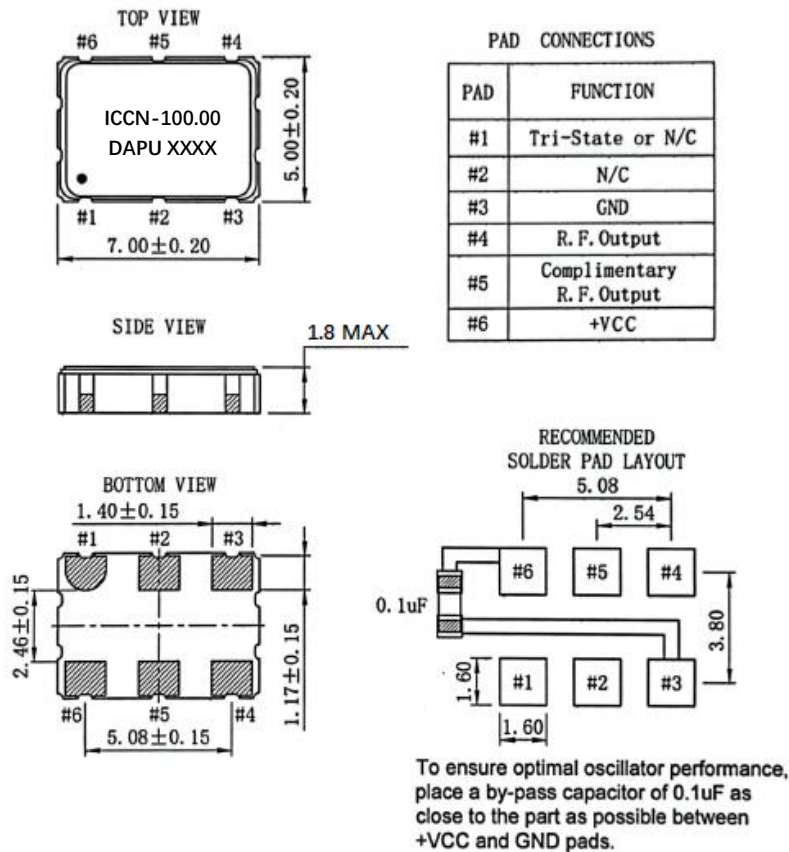 TOP VIEW
#6 #5 #4
ICCN-100.00
DAPU XXXX
#1 #2 #3
5.00±0.20
7.00±0.20
PAD CONNECTIONS
PAD FUNCTION
#1 Tri-State or N/C
#2 N/C
#3 GND
#4 R.F.Output
#5 Complimentary
R.F.Output
#6 +VCC
SIDE VIEW
1.8 MAX
BOTTOM VIEW
1.40±0.15
#1 #2 #3
2.46±0.15
1.17±0.15
#6 #5 #4
5.08±0.15
RECOMMENDED
SOLDER PAD LAYOUT
5.08
2.54
#6 #5 #4
0.1uF
3.80
1.60
#1 #2 #3
1.60
To ensure optimal oscillator performance,
place a by-pass capacitor of 0.1uF as
close to the part as possible between
+VCC and GND pads.